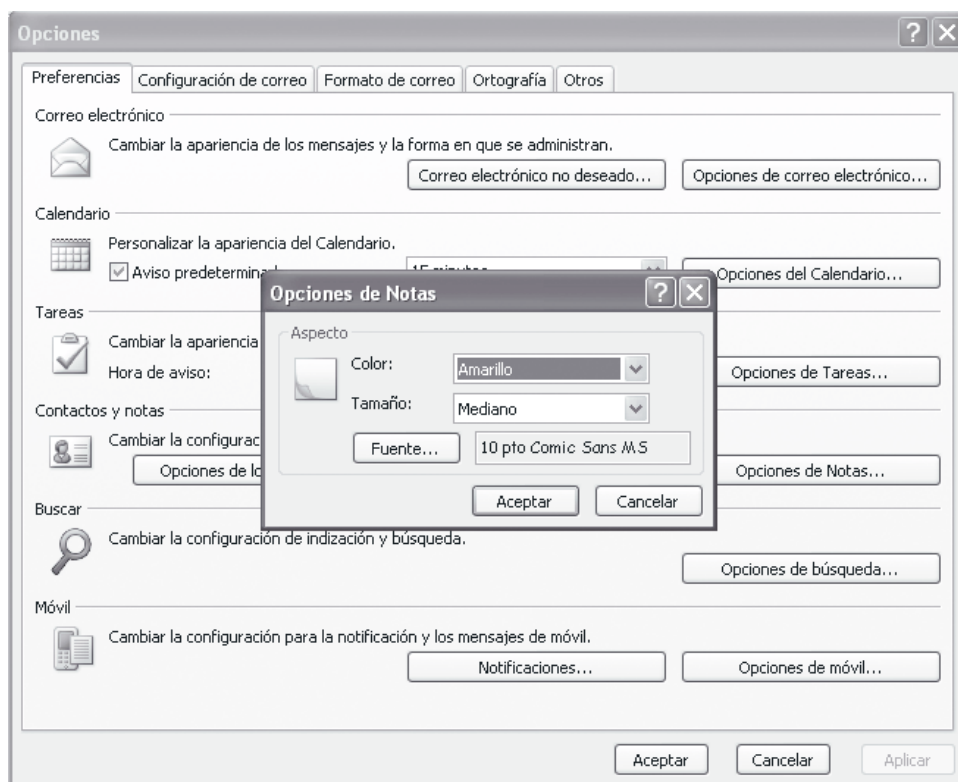 Opciones
Preferencias Configuración de correo Formato de correo Ortografía Otros
Correo electrónico
Cambiar la apariencia de los mensajes y la forma en que se administran.
Correo electrónico no deseado... Opciones de correo electrónico...
Calendario
Personalizar la apariencia del Calendario.
Aviso 15 minutos Opciones del Calendario...
Tareas
Cambiar la apariencia
Hora de aviso: Opciones de Tareas...
Contactos y notas
Cambiar la
Opciones de Opciones de Notas...
Buscar
Cambiar la configuración de indización y búsqueda.
Opciones de búsqueda...
Móvil
Cambiar la configuración para la notificación y los mensajes de móvil.
Notificaciones... Opciones de móvil...
Aceptar Cancelar Aplicar
Opciones de Notas
Aspecto
Color: Amarillo
Tamaño: Mediano
Fuente... 10 pto Comic Sans MS
Aceptar Cancelar